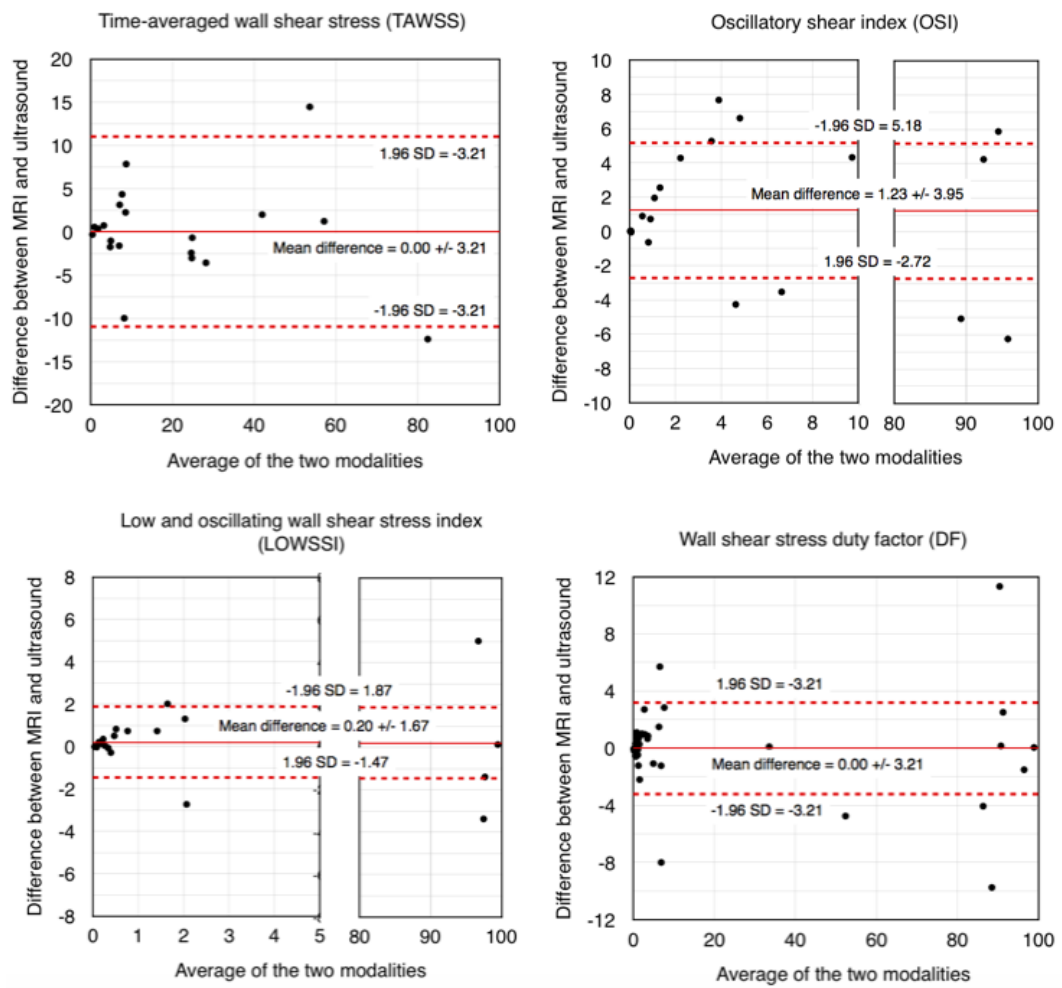 Time-averaged wall shear stress (TAWSS)
Difference between MRI and ultrasound
20
15
10
5
0
-5
-10
-15
-20
1.96 SD = -3.21
Mean difference = 0.00 +/- 3.21
-1.96 SD = -3.21
0 20 40 60 80 100
Average of the two modalities
Oscillatory shear index (OSI)
Difference between MRI and ultrasound
10
8
6
4
2
0
-2
-4
-6
-8
-10
-1.96 SD = 5.18
Mean difference = 1.23 +/- 3.95
1.96 SD = -2.72
0 2 4 6 8 10 80 90 100
Average of the two modalities
Low and oscillating wall shear stress index
(LOWSSI)
Difference between MRI and ultrasound
8
6
4
2
0
-2
-4
-6
-8
-1.96 SD = 1.87
Mean difference = 0.20 +/- 1.67
1.96 SD = -1.47
0 1 2 3 4 5 80 90 100
Average of the two modalities
Wall shear stress duty factor (DF)
Difference between MRI and ultrasound
12
8
4
0
-4
-8
-12
1.96 SD = -3.21
Mean difference = 0.00 +/- 3.21
-1.96 SD = -3.21
0 20 40 60 80 100
Average of the two modalities